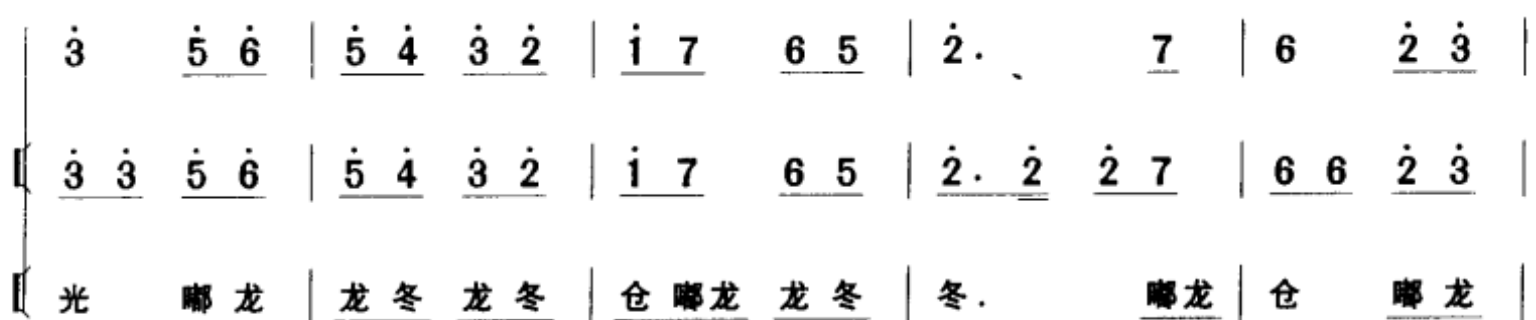 3̇ 5̇ 6̇ | 5̇ 4̇ 3̇ 2̇ | 1̇ 7 6 5 | 2̇. 7 | 6 2̇ 3̇ |
3̇ 3̇ 5̇ 6̇ | 5̇ 4̇ 3̇ 2̇ | 1̇ 7 6 5 | 2̇. 2̇ 2̇ 7 | 6 6 2̇ 3̇ |
光 嘟 龙 | 龙 冬 龙 冬 | 仓 嘟龙 龙 冬 | 冬. 嘟龙 | 仓 嘟 龙 |